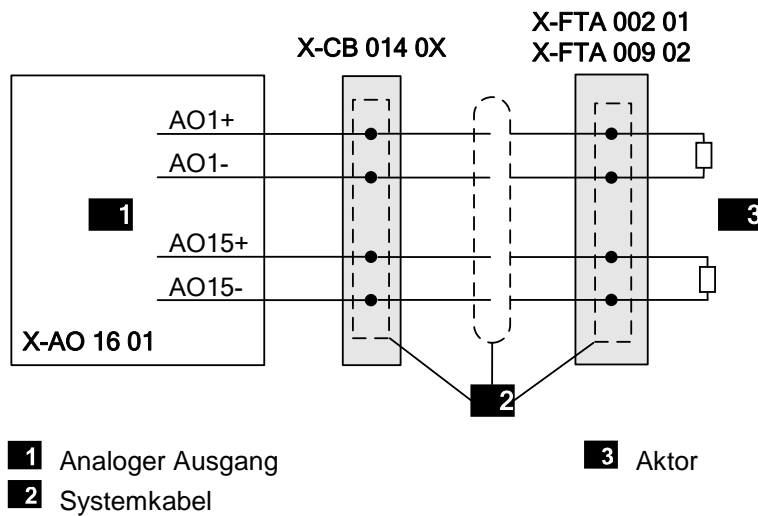 X-FTA 002 01
X-CB 014 0X
X-FTA 009 02
AO1+
AO1-
1
3
AO15+
AO15-
X-AO 16 01
2
1 Analoger Ausgang
3 Aktor
2 Systemkabel